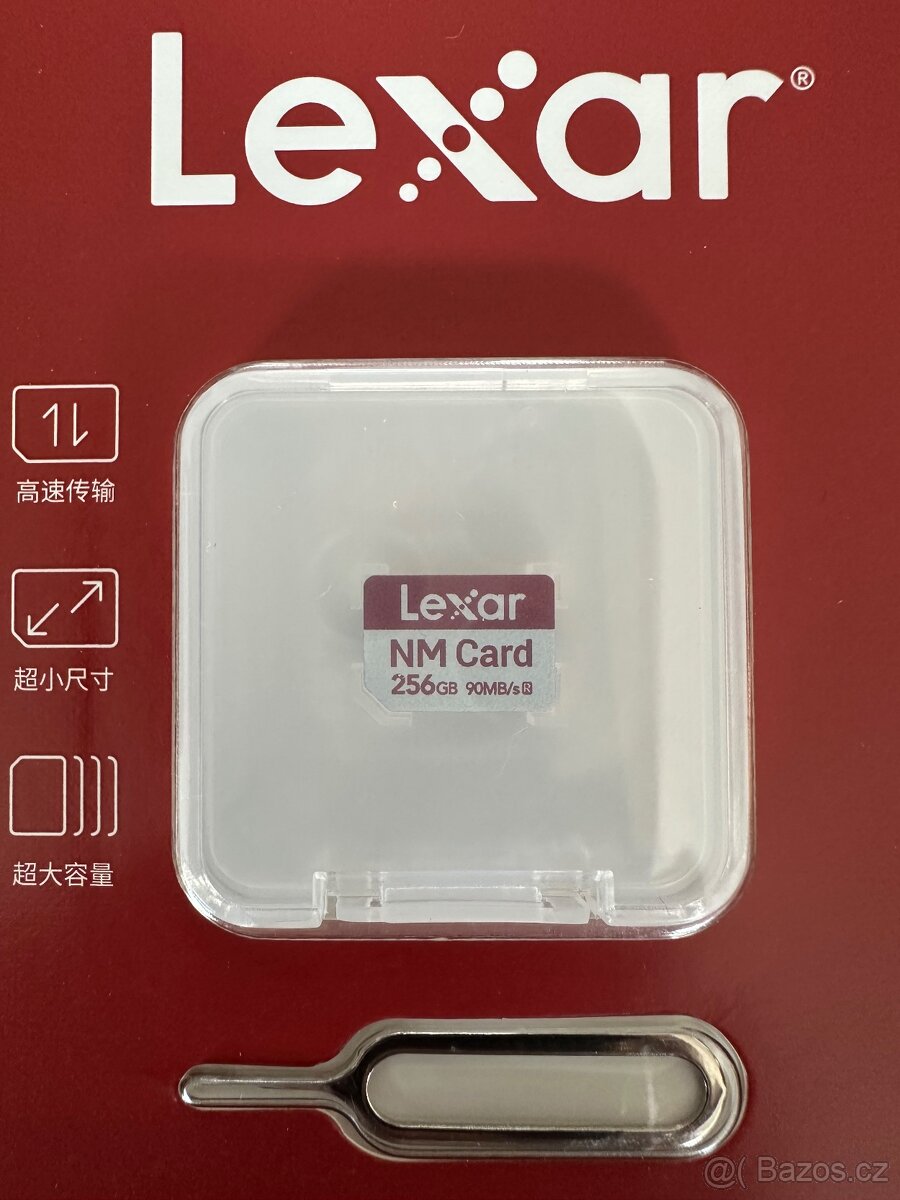 Lexar®
高速传输
超小尺寸
超大容量
Lexar
NM Card
256GB 90MB/s R
@( Bazos.cz